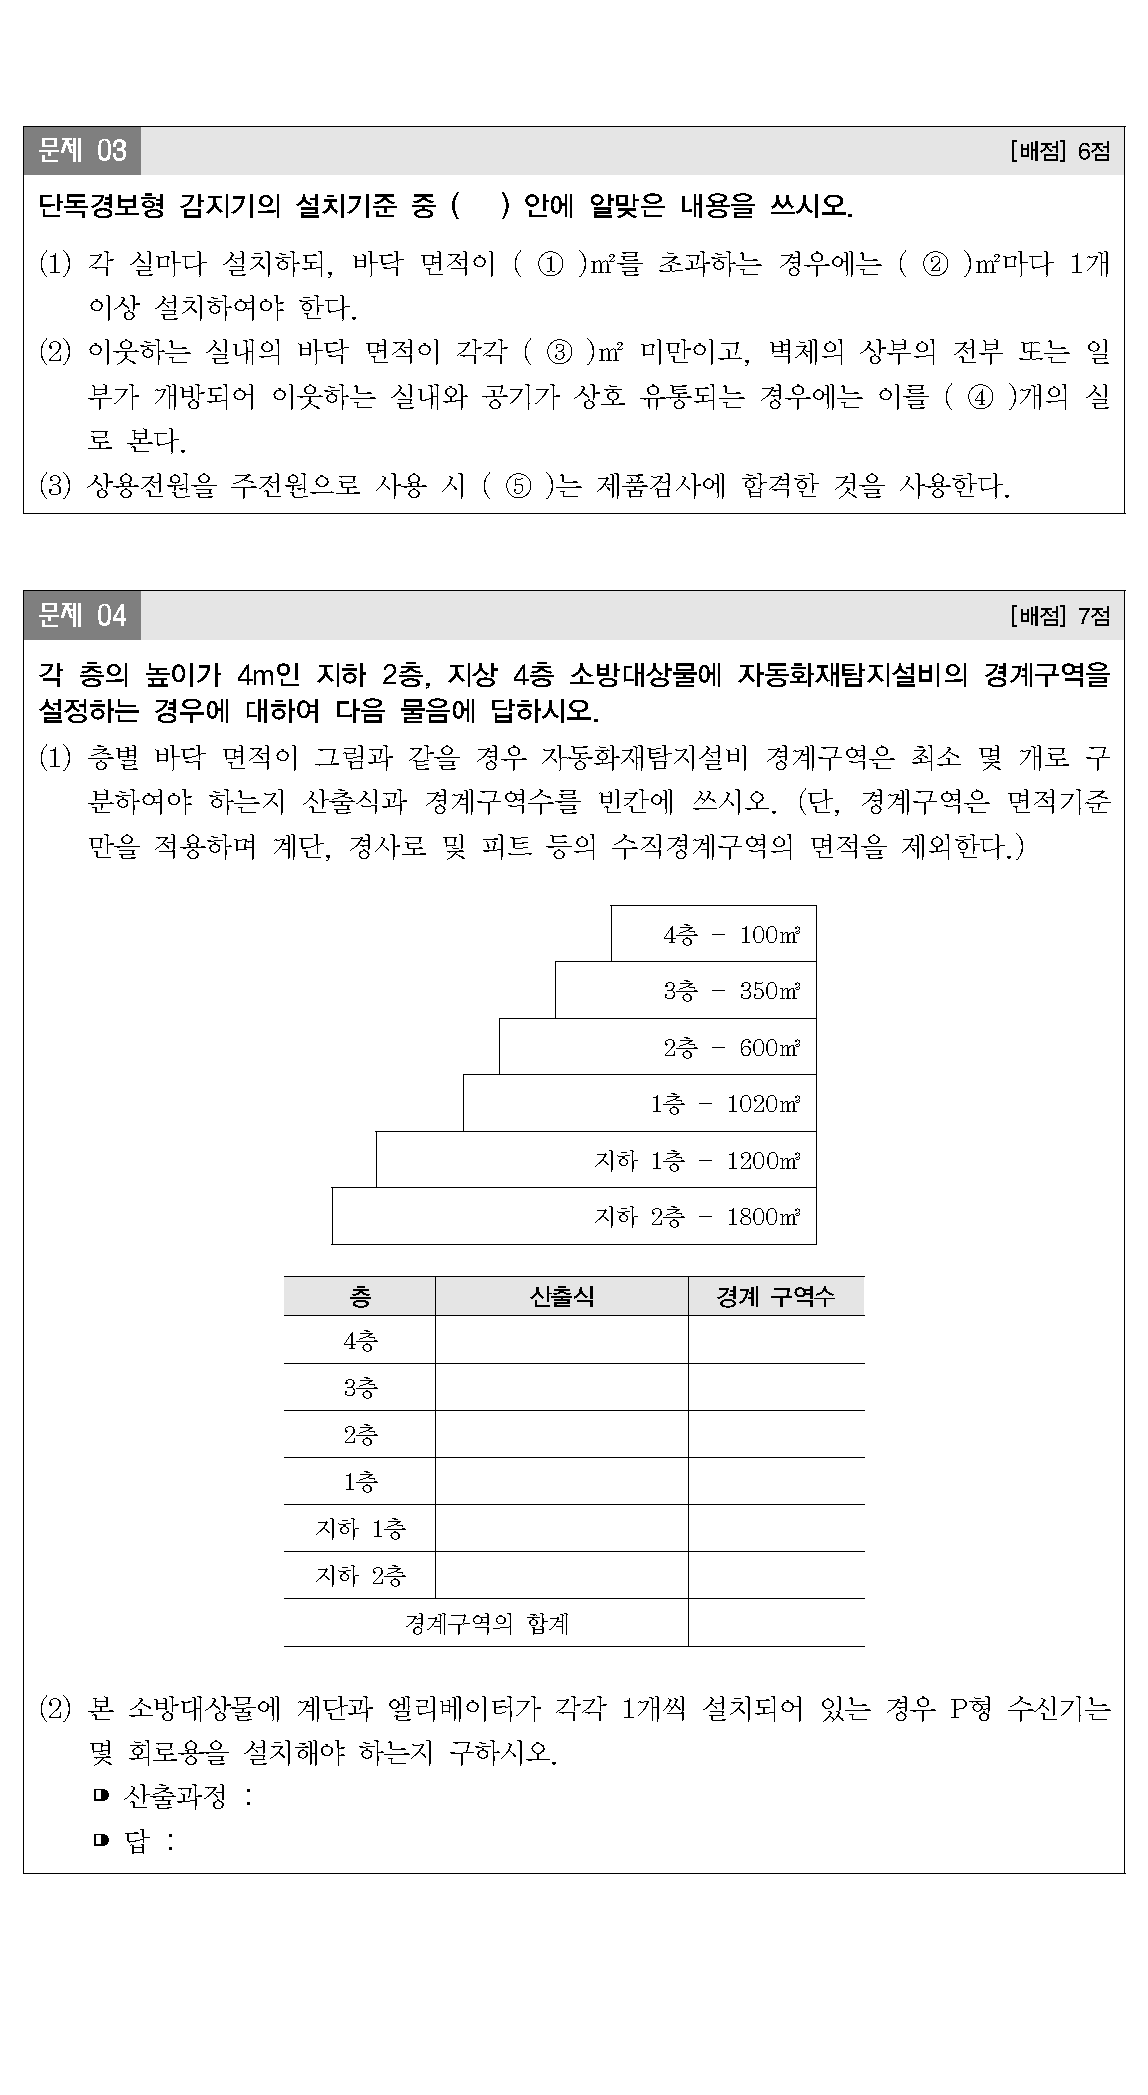 문제 03 [배점] 6점
단독경보형 감지기의 설치기준 중 (   ) 안에 알맞은 내용을 쓰시오.
(1) 각 실마다 설치하되, 바닥 면적이 ( ① )㎡를 초과하는 경우에는 ( ② )㎡마다 1개
이상 설치하여야 한다.
(2) 이웃하는 실내의 바닥 면적이 각각 ( ③ )㎡ 미만이고, 벽체의 상부의 전부 또는 일
부가 개방되어 이웃하는 실내와 공기가 상호 유통되는 경우에는 이를 ( ④ )개의 실
로 본다.
(3) 상용전원을 주전원으로 사용 시 ( ⑤ )는 제품검사에 합격한 것을 사용한다.
문제 04 [배점] 7점
각 층의 높이가 4m인 지하 2층, 지상 4층 소방대상물에 자동화재탐지설비의 경계구역을
설정하는 경우에 대하여 다음 물음에 답하시오.
(1) 층별 바닥 면적이 그림과 같을 경우 자동화재탐지설비 경계구역은 최소 몇 개로 구
분하여야 하는지 산출식과 경계구역수를 빈칸에 쓰시오. (단, 경계구역은 면적기준
만을 적용하며 계단, 경사로 및 피트 등의 수직경계구역의 면적을 제외한다.)
4층 - 100㎥
3층 - 350㎥
2층 - 600㎥
1층 - 1020㎥
지하 1층 - 1200㎥
지하 2층 - 1800㎥
층 산출식 경계 구역수
4층
3층
2층
1층
지하 1층
지하 2층
경계구역의 합계
(2) 본 소방대상물에 계단과 엘리베이터가 각각 1개씩 설치되어 있는 경우 P형 수신기는
몇 회로용을 설치해야 하는지 구하시오.
산출과정 :
답 :